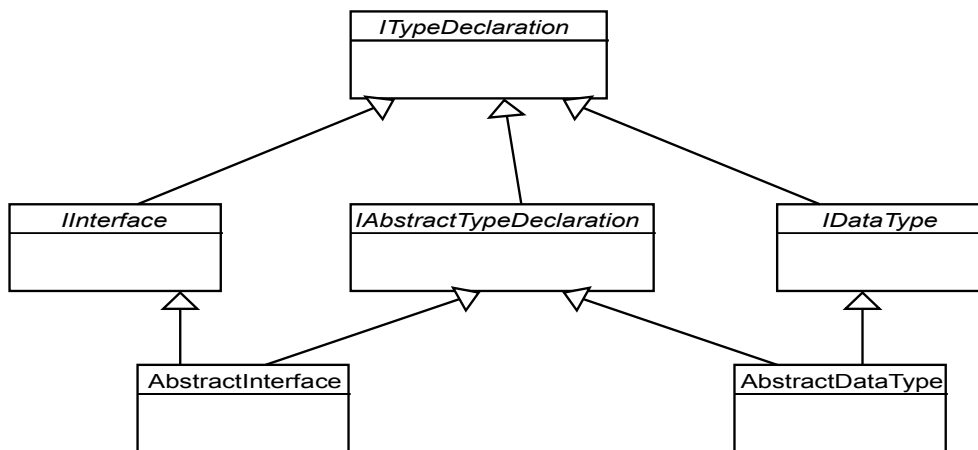 ITypeDeclaration
IInterface
IAbstractTypeDeclaration
IDataType
AbstractInterface
AbstractDataType